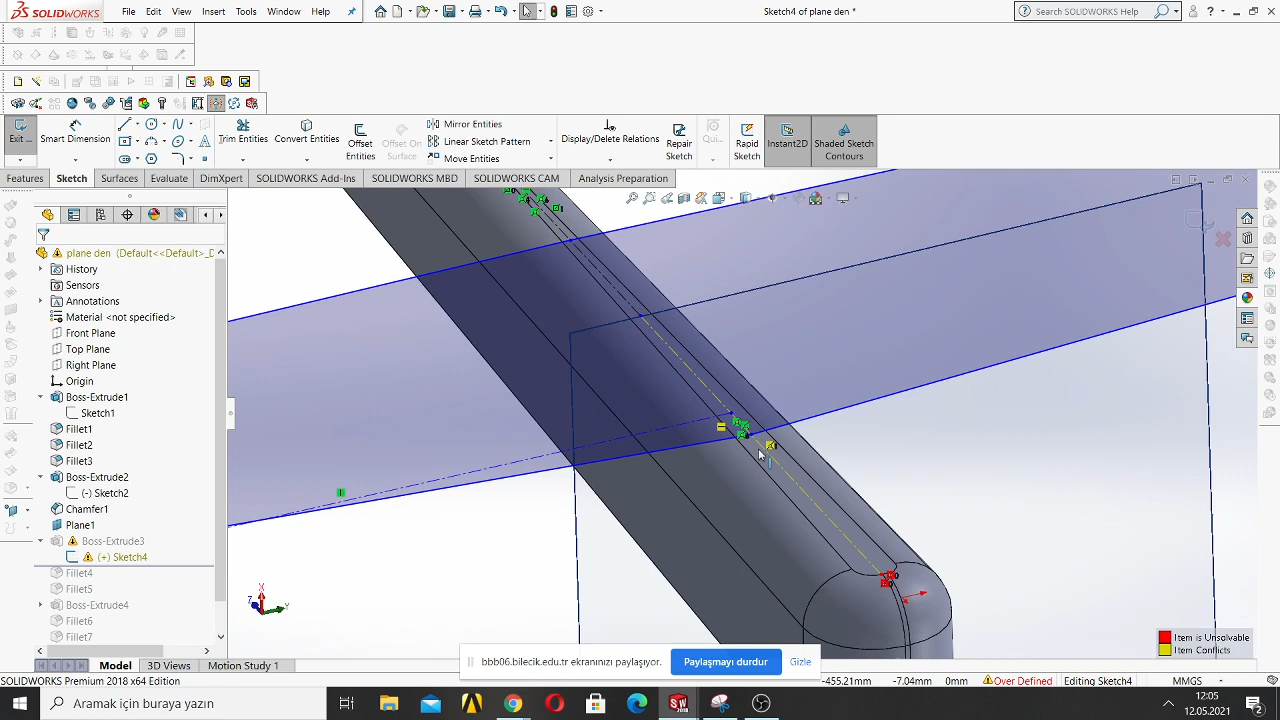 SOLIDWORKS
File Edit View Insert Tools Window Help
Sketch4 of plane den *
Search SOLIDWORKS Help
Exit...
Smart Dimension
Trim Entities
Convert Entities
Offset Entities
Offset On Surface
Mirror Entities
Linear Sketch Pattern
Move Entities
Display/Delete Relations
Repair Sketch
Qui...
Rapid Sketch
Instant2D
Shaded Sketch Contours
Features Sketch Surfaces Evaluate DimXpert SOLIDWORKS Add-Ins SOLIDWORKS MBD SOLIDWORKS CAM Analysis Preparation
plane den (Default<<Default>_D
History
Sensors
Annotations
Material <not specified>
Front Plane
Top Plane
Right Plane
Origin
Boss-Extrude1
Sketch1
Fillet1
Fillet2
Fillet3
Boss-Extrude2
(-) Sketch2
Chamfer1
Plane1
Boss-Extrude3
(+) Sketch4
Fillet4
Fillet5
Boss-Extrude4
Fillet6
Fillet7
X
Y
Z
Item is Unsolvable
Item Conflicts
bbb06.bilecik.edu.tr ekranınızı paylaşıyor.
Paylaşmayı durdur
Gizle
Model 3D Views Motion Study 1
SOLIDWORKS Premium 2018 x64 Edition
-455.21mm -7.04mm 0mm Over Defined Editing Sketch4 MMGS
Aramak için buraya yazın
12:05
12.05.2021